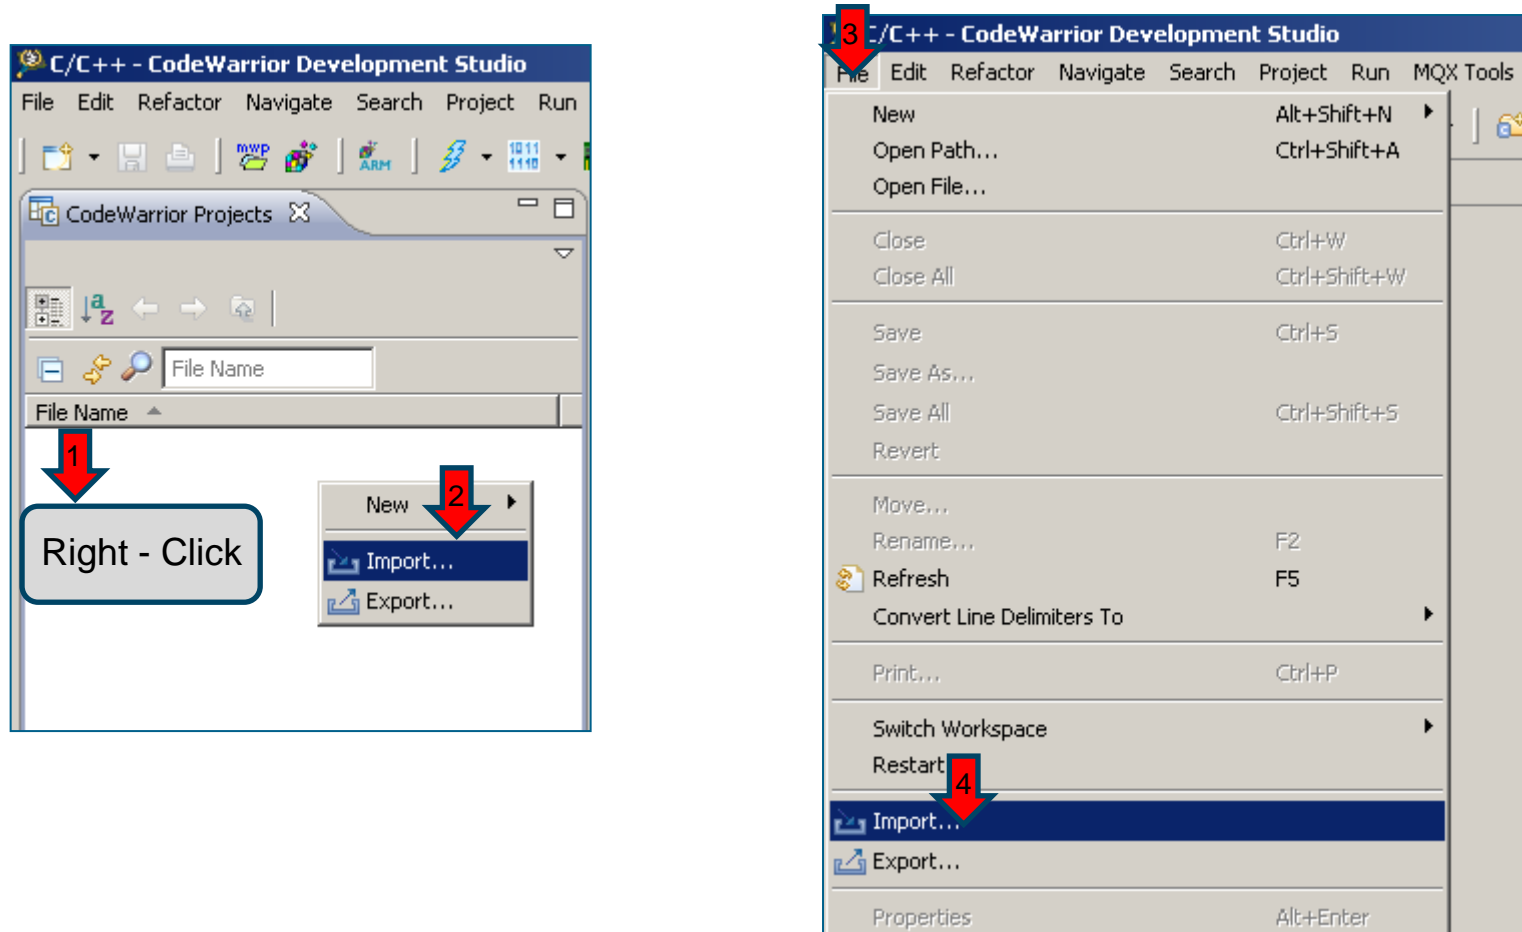 C/C++ - CodeWarrior Development Studio
File Edit Refactor Navigate Search Project Run
mwp ARM 1011 1110
CodeWarrior Projects
a z
File Name
File Name
1
Right - Click
New
2
Import...
Export...
3
/C++ - CodeWarrior Development Studio
File Edit Refactor Navigate Search Project Run MQX Tools
New Alt+Shift+N
Open Path... Ctrl+Shift+A
Open File...
Close Ctrl+W
Close All Ctrl+Shift+W
Save Ctrl+S
Save As...
Save All Ctrl+Shift+S
Revert
Move...
Rename... F2
Refresh F5
Convert Line Delimiters To
Print... Ctrl+P
Switch Workspace
Restart
4
Import...
Export...
Properties Alt+Enter